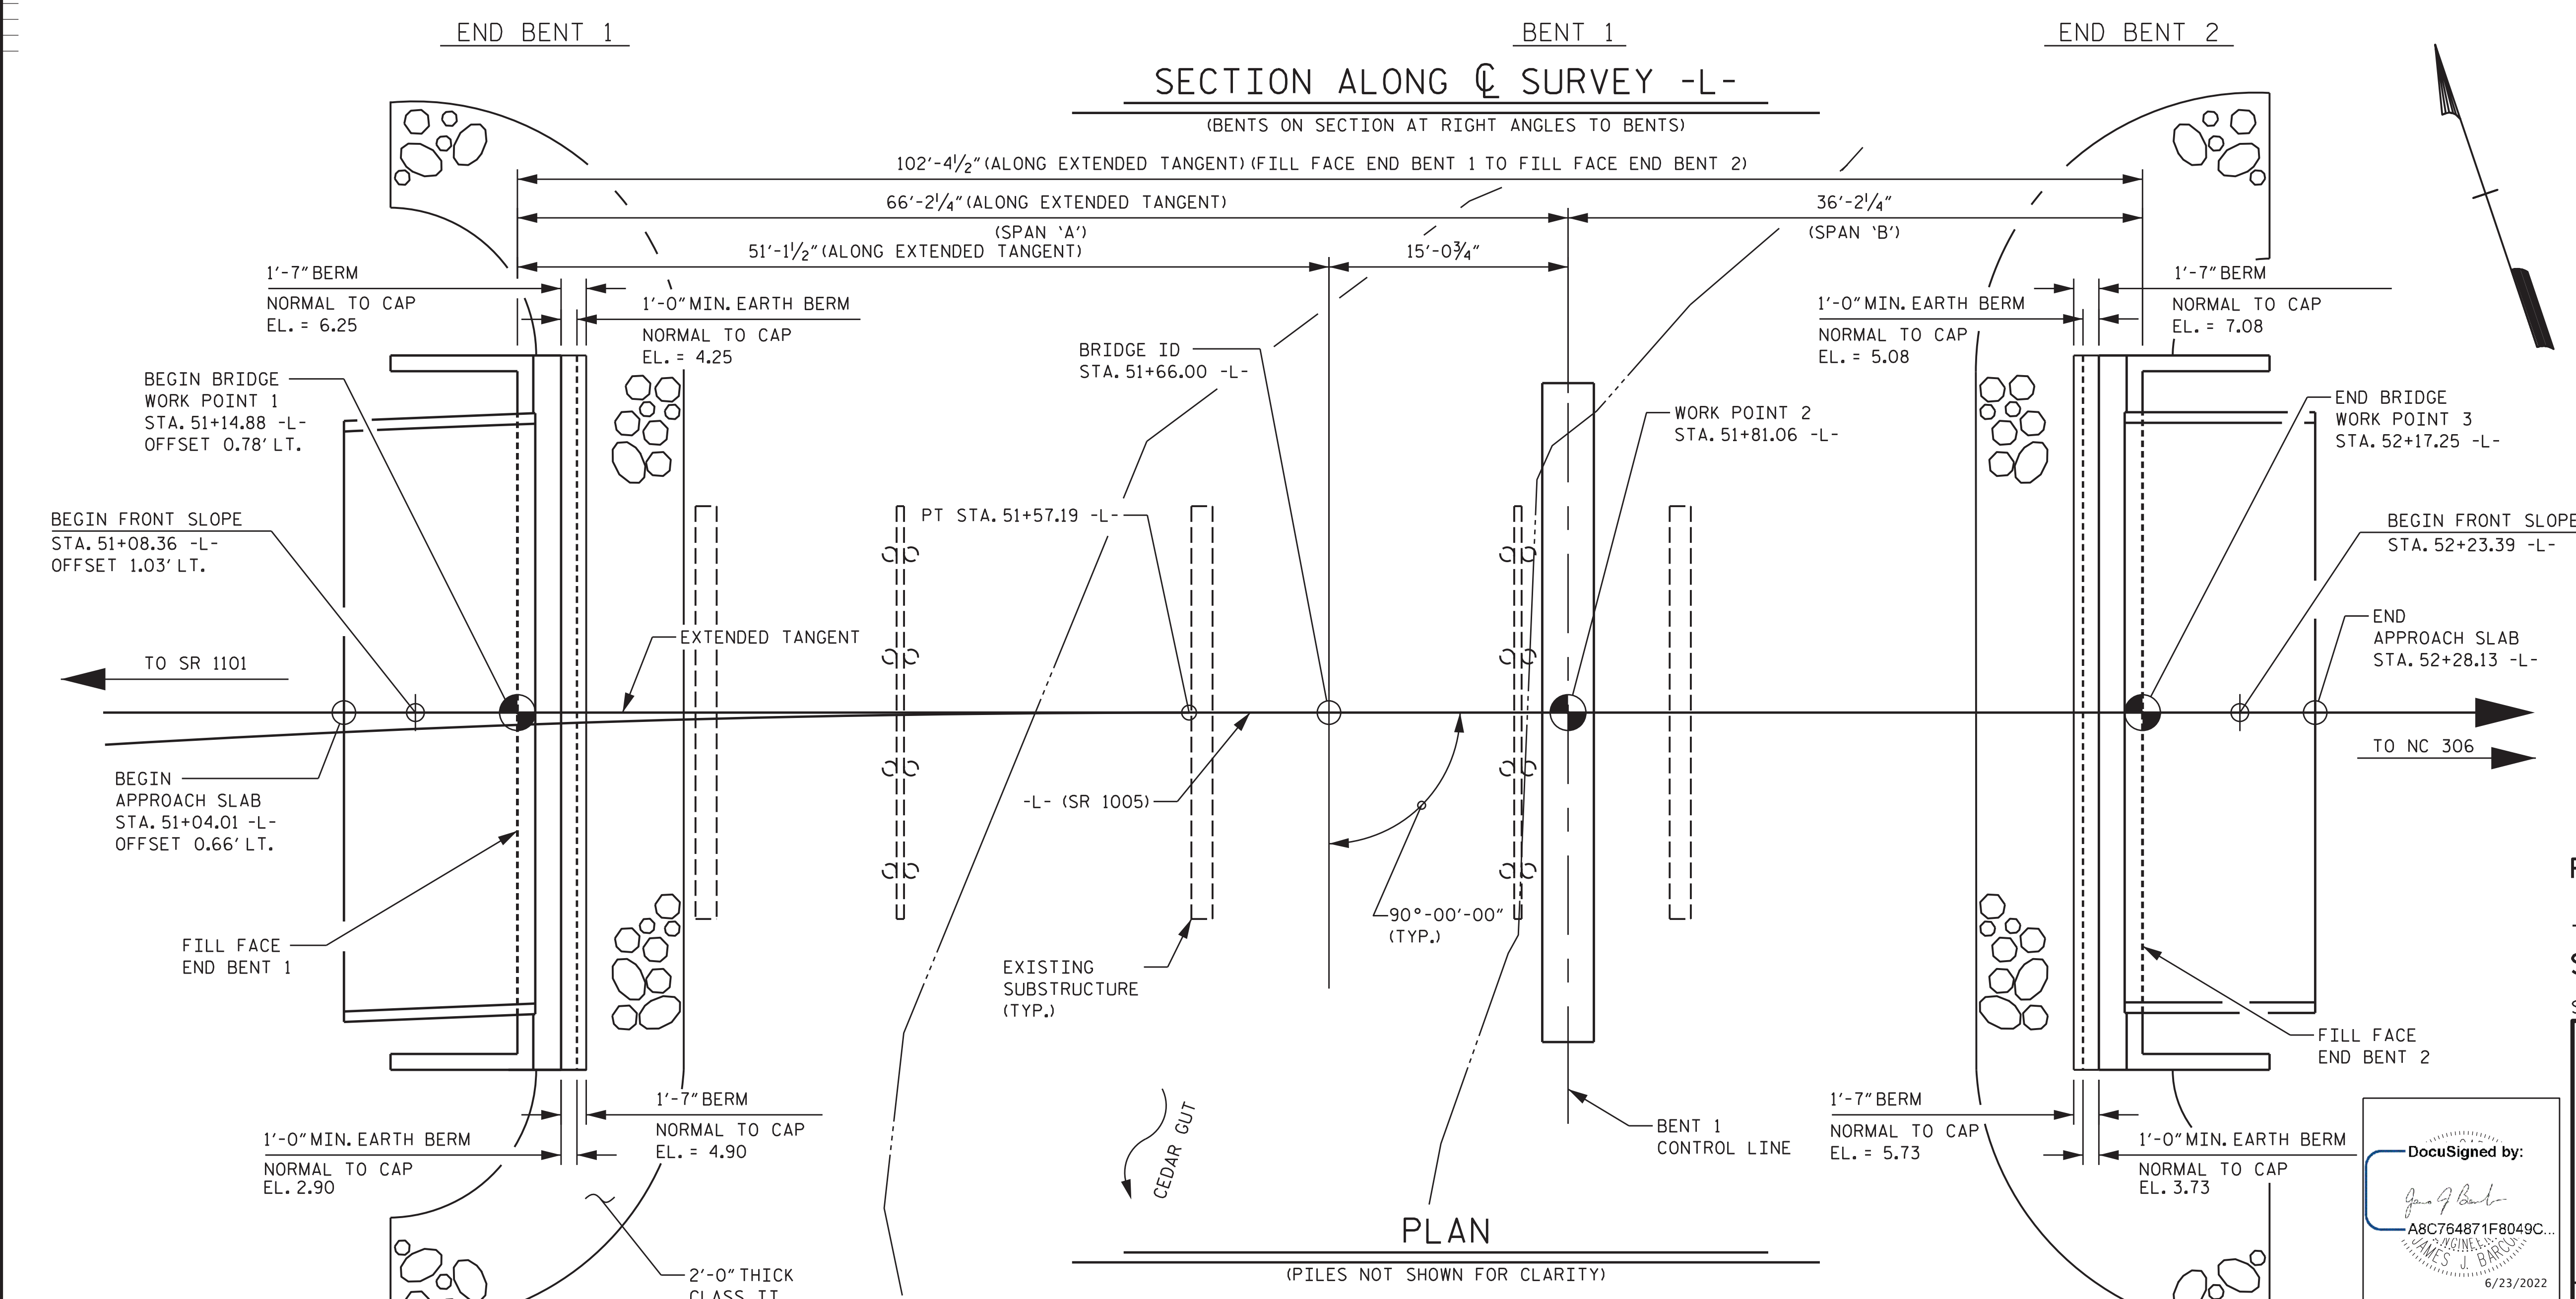 END BENT 1
BENT 1
END BENT 2
SECTION ALONG ℄ SURVEY -L-
(BENTS ON SECTION AT RIGHT ANGLES TO BENTS)
102'-4½" (ALONG EXTENDED TANGENT) (FILL FACE END BENT 1 TO FILL FACE END BENT 2)
66'-2¼" (ALONG EXTENDED TANGENT)
(SPAN 'A')
36'-2¼"
(SPAN 'B')
51'-1½" (ALONG EXTENDED TANGENT)
15'-0¾"
1'-7" BERM
NORMAL TO CAP
EL. = 6.25
1'-0" MIN. EARTH BERM
NORMAL TO CAP
EL. = 4.25
1'-0" MIN. EARTH BERM
NORMAL TO CAP
EL. = 5.08
1'-7" BERM
NORMAL TO CAP
EL. = 7.08
BRIDGE ID
STA. 51+66.00 -L-
BEGIN BRIDGE
WORK POINT 1
STA. 51+14.88 -L-
OFFSET 0.78' LT.
WORK POINT 2
STA. 51+81.06 -L-
END BRIDGE
WORK POINT 3
STA. 52+17.25 -L-
BEGIN FRONT SLOPE
STA. 51+08.36 -L-
OFFSET 1.03' LT.
PT STA. 51+57.19 -L-
BEGIN FRONT SLOPE
STA. 52+23.39 -L-
EXTENDED TANGENT
END
APPROACH SLAB
STA. 52+28.13 -L-
TO SR 1101
TO NC 306
BEGIN
APPROACH SLAB
STA. 51+04.01 -L-
OFFSET 0.66' LT.
-L- (SR 1005)
90°-00'-00"
(TYP.)
FILL FACE
END BENT 1
EXISTING
SUBSTRUCTURE
(TYP.)
FILL FACE
END BENT 2
1'-7" BERM
NORMAL TO CAP
EL. = 4.90
1'-0" MIN. EARTH BERM
NORMAL TO CAP
EL. 2.90
CEDAR GUT
BENT 1
CONTROL LINE
1'-7" BERM
NORMAL TO CAP
EL. = 5.73
1'-0" MIN. EARTH BERM
NORMAL TO CAP
EL. 3.73
PLAN
(PILES NOT SHOWN FOR CLARITY)
2'-0" THICK
CLASS II
DocuSigned by:
A8C764871F8049C...
JAMES J.
6/23/2022